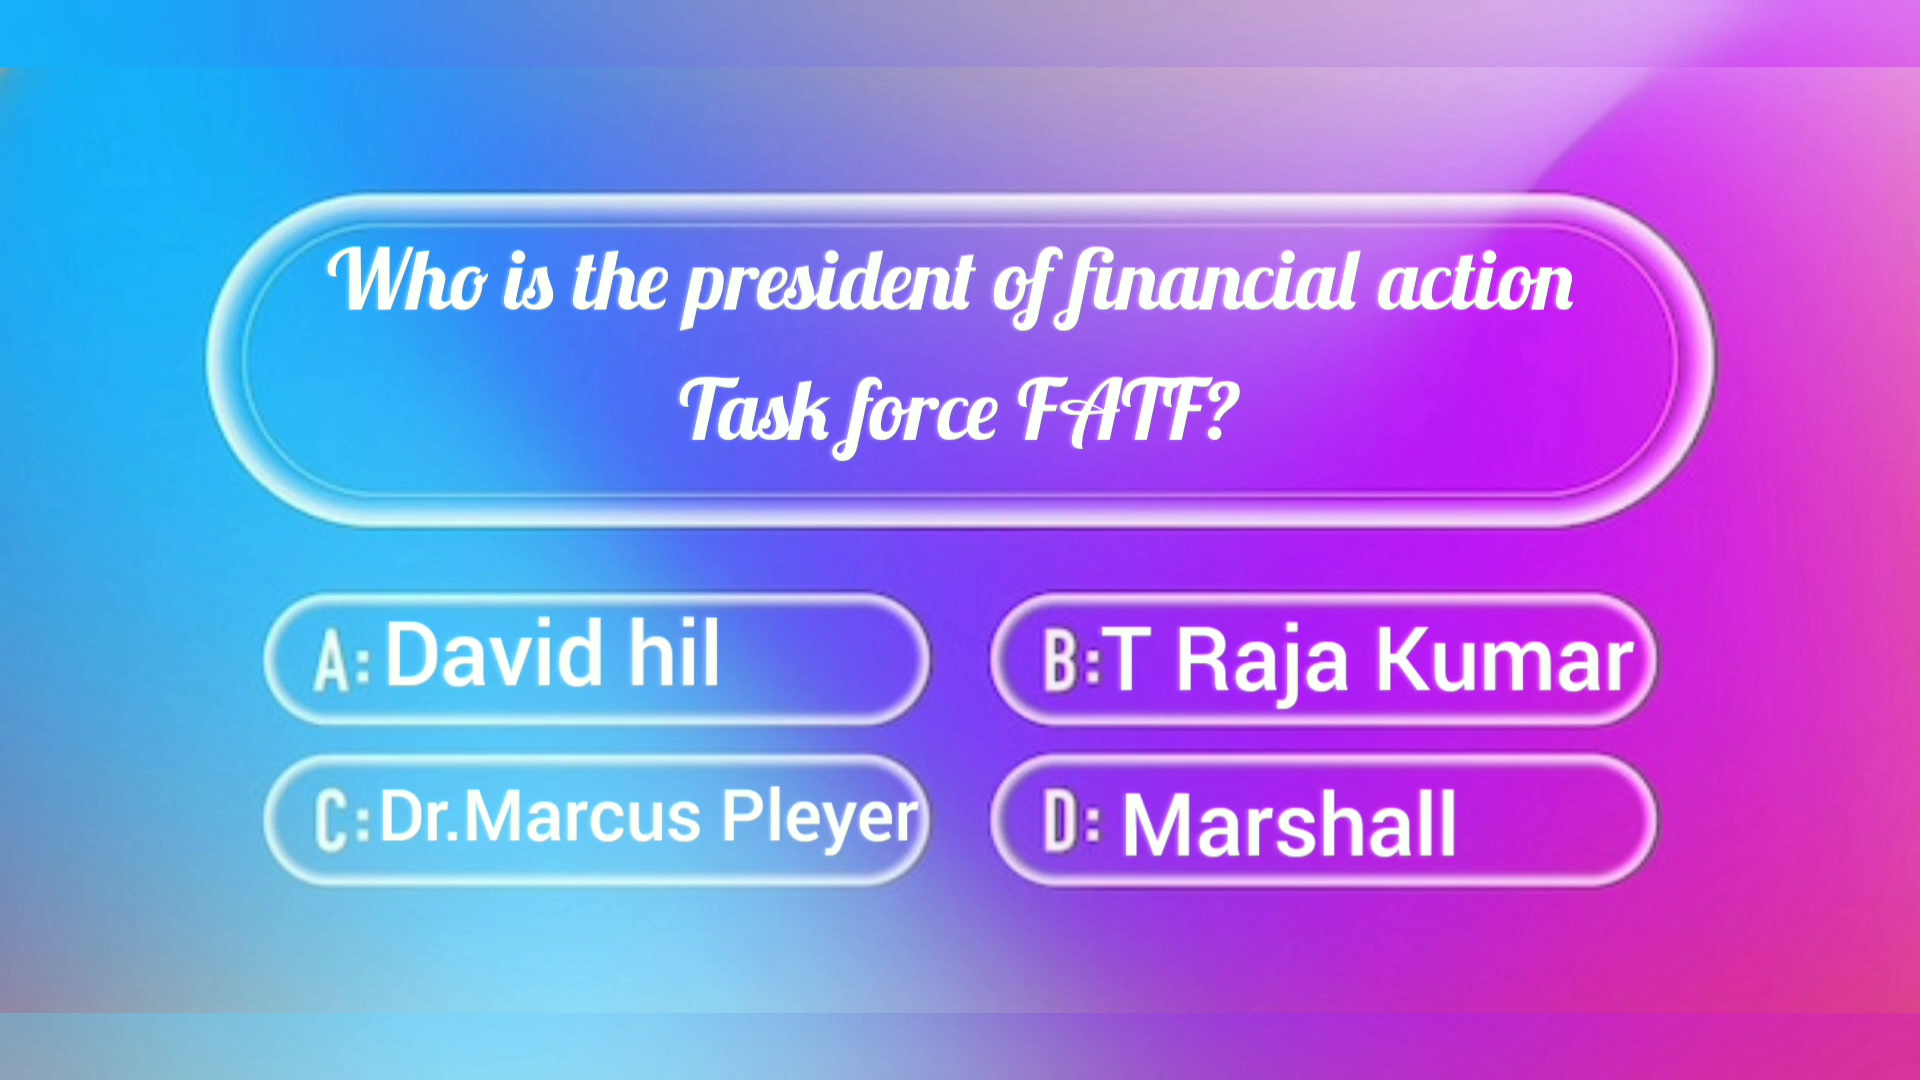 Who is the president of financial action
Task force FATF?
A: David hil
B: T Raja Kumar
C: Dr.Marcus Pleyer
D: Marshall